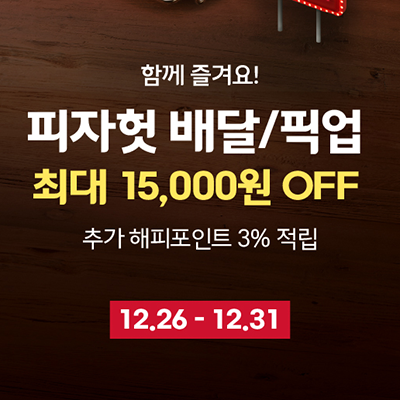 함께 즐겨요!
피자헛 배달/픽업
최대 15,000원 OFF
추가 해피포인트 3% 적립
12.26 - 12.31